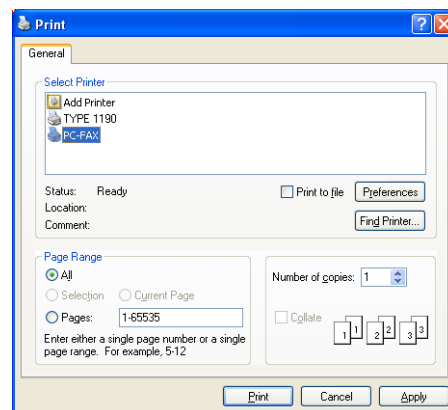 Print
General
Select Printer
Add Printer
TYPE 1190
PC-FAX
Status: Ready
Print to file
Preferences
Location:
Comment:
Find Printer...
Page Range
All
Selection
Current Page
Pages:
1-65535
Enter either a single page number or a single
page range. For example, 5-12
Number of copies: 1
Collate
1 1 2 2 3 3
Print
Cancel
Apply